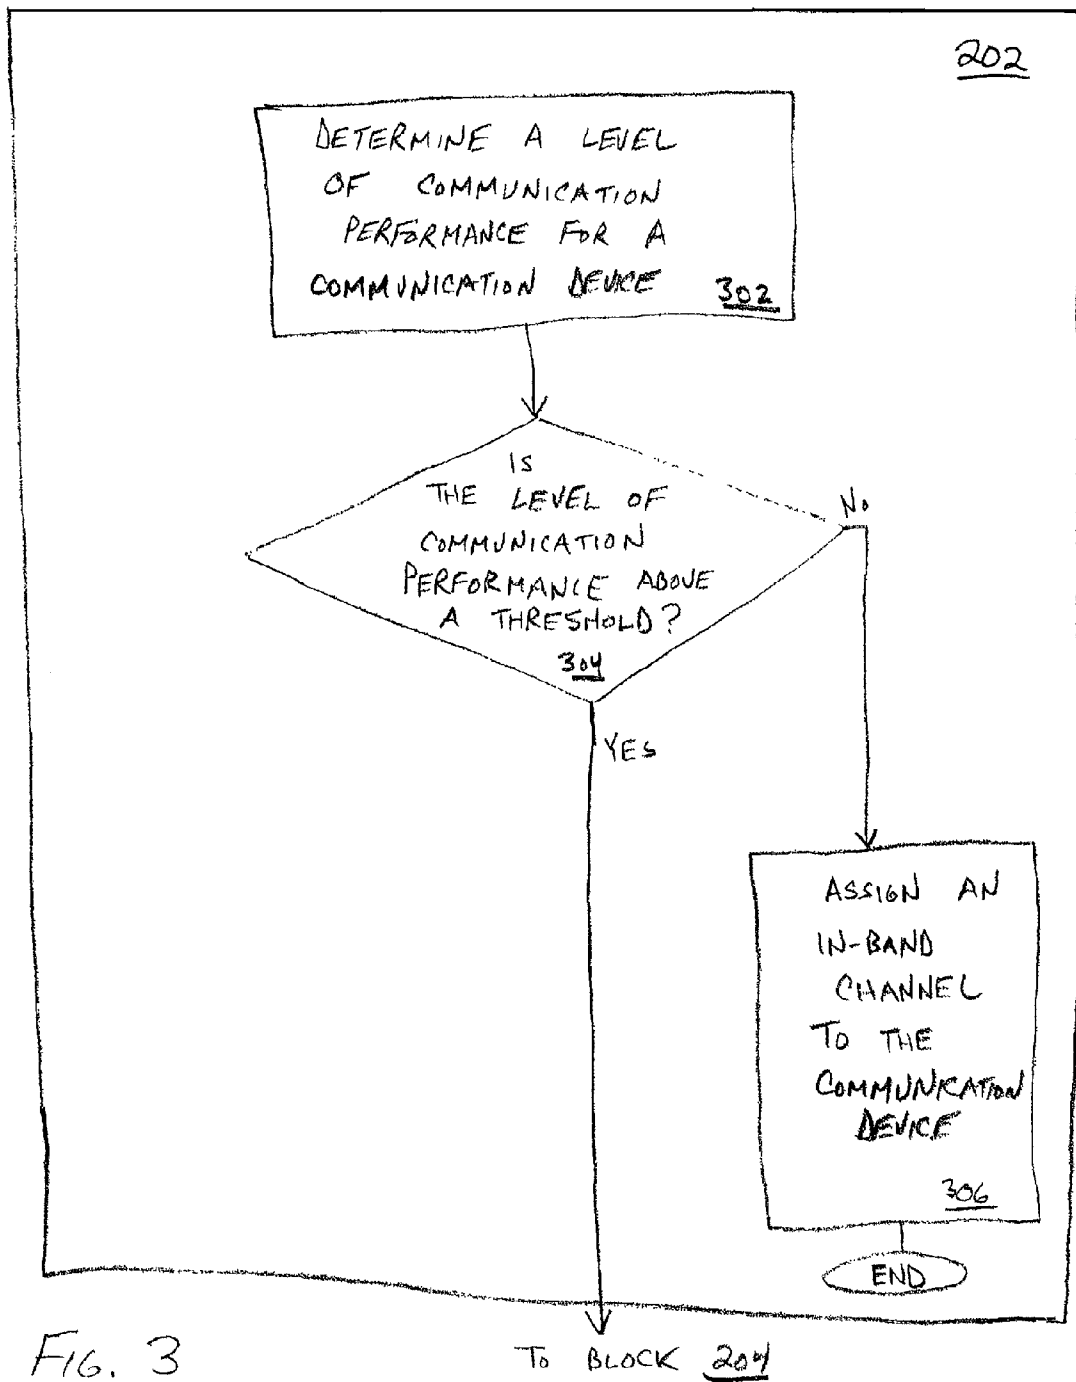 202
DETERMINE A LEVEL
OF COMMUNICATION
PERFORMANCE FOR A
COMMUNICATION DEVICE 302
IS
THE LEVEL OF
COMMUNICATION
PERFORMANCE ABOVE
A THRESHOLD?
304
NO
YES
ASSIGN AN
IN-BAND
CHANNEL
TO THE
COMMUNICATION
DEVICE
306
END
FIG. 3
TO BLOCK 204